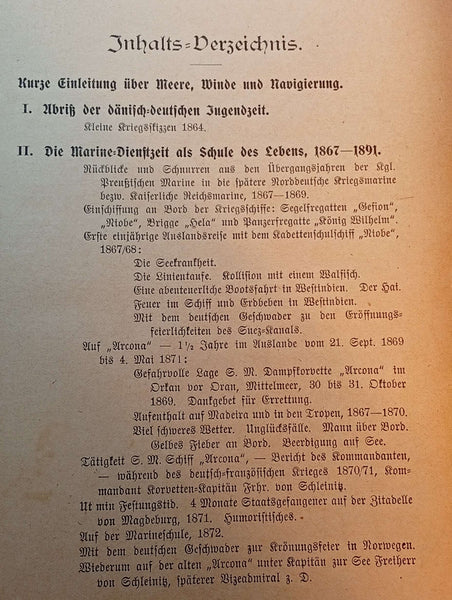 Inhalts-Verzeichnis.
Kurze Einleitung über Meere, Winde und Navigierung.
I. Abriß der dänisch-deutschen Jugendzeit.
Kleine Kriegsskizzen 1864.
II. Die Marine-Dienstzeit als Schule des Lebens, 1867—1891.
Rückblicke und Schnurren aus den Übergangsjahren der Kgl.
Preußischen Marine in die spätere Norddeutsche Kriegsmarine
bezw. Kaiserliche Reichsmarine, 1867—1869.
Einschiffung an Bord der Kriegsschiffe: Segelfregatten „Gefion",
„Niobe", Brigge „Hela" und Panzerfregatte „König Wilhelm".
Erste einjährige Auslandsreise mit dem Kadettenschulschiff „Niobe",
1867/68:
Die Seekrankheit.
Die Linientaufe. Kollision mit einem Walfisch.
Eine abenteuerliche Bootsfahrt in Westindien. Der Hai.
Feuer im Schiff und Erdbeben in Westindien.
Mit dem deutschen Geschwader zu den Eröffnungs-
feierlichkeiten des Suez-Kanals.
Auf „Arcona" — 1½ Jahre im Auslande vom 21. Sept. 1869
bis 4. Mai 1871:
Gefahrvolle Lage S. M. Dampfkorvette „Arcona" im
Orkan vor Oran, Mittelmeer, 30 bis 31. Oktober
1869. Dankgebet für Errettung.
Aufenthalt auf Madeira und in den Tropen, 1867—1870.
Viel schweres Wetter. Unglücksfälle. Mann über Bord.
Gelbes Fieber an Bord. Beerdigung auf See.
Tätigkeit S. M. Schiff „Arcona", — Bericht des Kommandanten,
— während des deutsch-französischen Krieges 1870/71, Kom-
mandant Korvetten-Kapitän Frhr. von Schleinitz.
Ut min Festungstid. 4 Monate Staatsgefangener auf der Zitadelle
von Magdeburg, 1871. Humoristisches.
Auf der Marineschule, 1872.
Mit dem deutschen Geschwader zur Krönungsfeier in Norwegen.
Wiederum auf der alten „Arcona" unter Kapitän zur See Freiherr
von Schleinitz, späterer Vizeadmiral z. D.